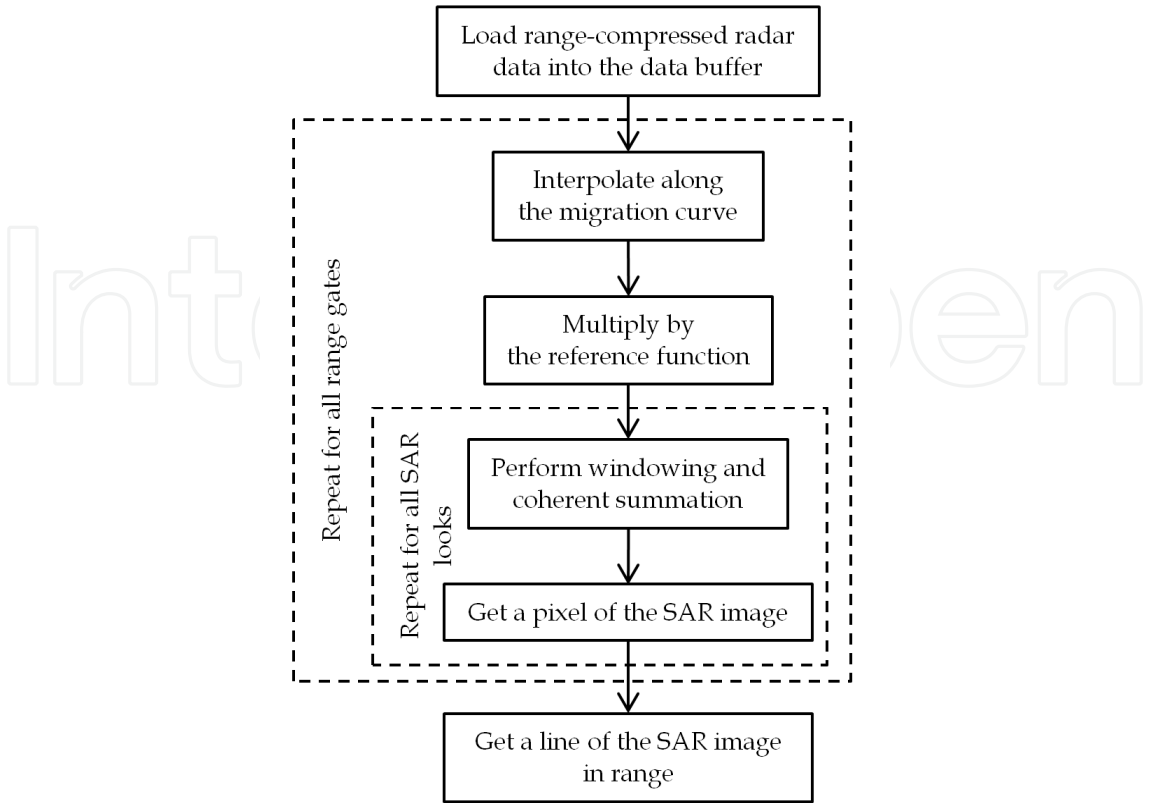 Load range-compressed radar
data into the data buffer
Interpolate along
the migration curve
Repeat for all range gates
Multiply by
the reference function
Repeat for all SAR
looks
Perform windowing and
coherent summation
Get a pixel of the SAR image
Get a line of the SAR image
in range